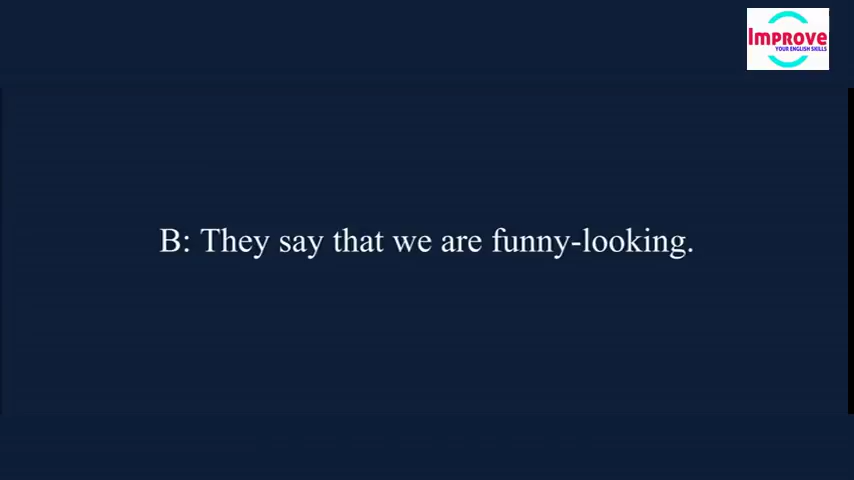 IMPROVE
YOUR ENGLISH SKILLS
B: They say that we are funny-looking.